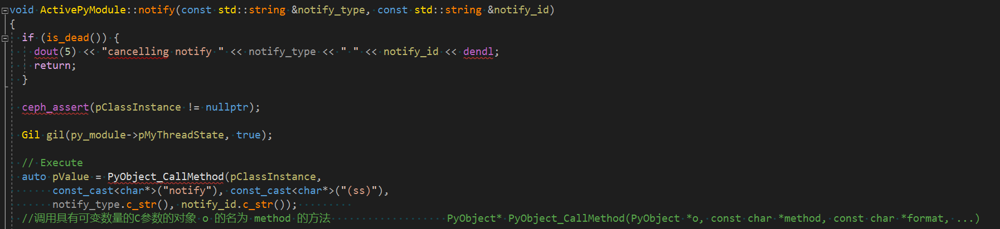 void ActivePyModule::notify(const std::string &notify_type, const std::string &notify_id)
{
  if (is_dead()) {
    dout(5) << "cancelling notify " << notify_type << " " << notify_id << dendl;
    return;
  }

  ceph_assert(pClassInstance != nullptr);

  Gil gil(py_module->pMyThreadState, true);

  // Execute
  auto pValue = PyObject_CallMethod(pClassInstance,
       const_cast<char*>("notify"), const_cast<char*>("(ss)"),
       notify_type.c_str(), notify_id.c_str());
  //调用具有可变数量的C参数的对象 o 的名为 method 的方法                   PyObject* PyObject_CallMethod(PyObject *o, const char *method, const char *format, ...)